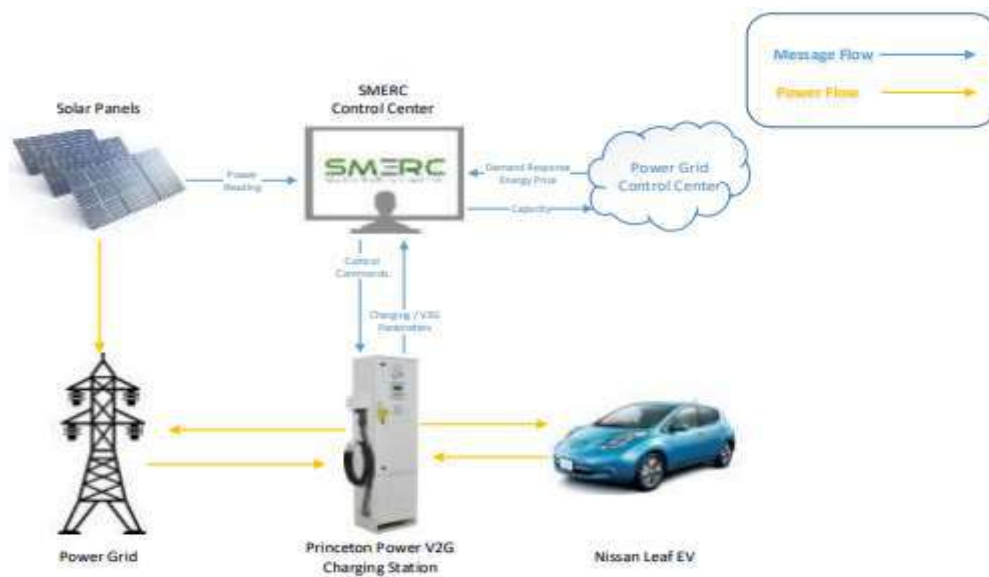 Message Flow
Power Flow
Solar Panels
SMERC
Control Center
SMERC
Power
Reading
Demand Response
Energy Price
Capacity
Power Grid
Control Center
Control
Commands
Charging / V2G
Parameters
Power Grid
Princeton Power V2G
Charging Station
Nissan Leaf EV